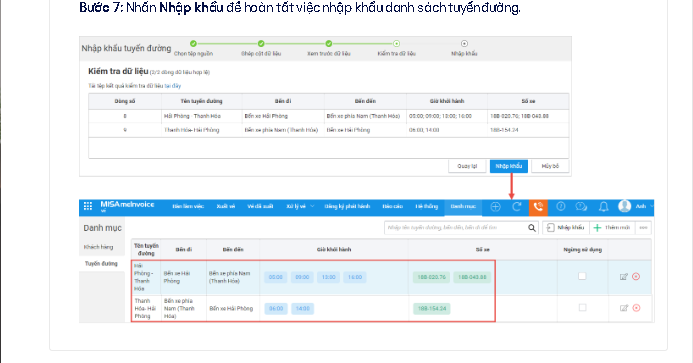 Bước 7: Nhấn Nhập khẩu để hoàn tất việc nhập khẩu danh sách tuyến đường.
Nhập khẩu tuyến đường
Chọn tệp nguồn Ghép cột dữ liệu Xem trước dữ liệu Kiểm tra dữ liệu Nhập khẩu
Kiểm tra dữ liệu (2/2 dòng dữ liệu hợp lệ)
Tải tệp kết quả kiểm tra dữ liệu tại đây
Dòng số Tên tuyến đường Bến đi Bến đến Giờ khởi hành Số xe
8 Hải Phòng - Thanh Hóa Bến xe Hải Phòng Bến xe phía Nam (Thanh Hóa) 00:00; 09:00; 13:00; 16:00 18B-020.76; 18B-043.88
9 Thanh Hóa- Hải Phòng Bến xe phía Nam (Thanh Hóa) Bến xe Hải Phòng 06:00; 14:00 18B-154.24
Quay lại Nhập khẩu Hủy bỏ
MISA meInvoice Bàn làm việc Xuất vé Vé đã xuất Xử lý vé Đăng ký phát hành Báo cáo Hệ thống Danh mục Anh
Danh mục Nhập tên tuyến đường, bến đến, bến đi để tìm Nhập khẩu Thêm mới
Khách hàng
Tuyến đường
Tên tuyến đường Bến đi Bến đến Giờ khởi hành Số xe Ngừng sử dụng
Hải Phòng - Thanh Hóa Bến xe Hải Phòng Bến xe phía Nam (Thanh Hóa) 00:00 09:00 13:00 16:00 18B-020.76 18B-043.88
Thanh Hóa- Hải Phòng Bến xe phía Nam (Thanh Hóa) Bến xe Hải Phòng 06:00 14:00 18B-154.24